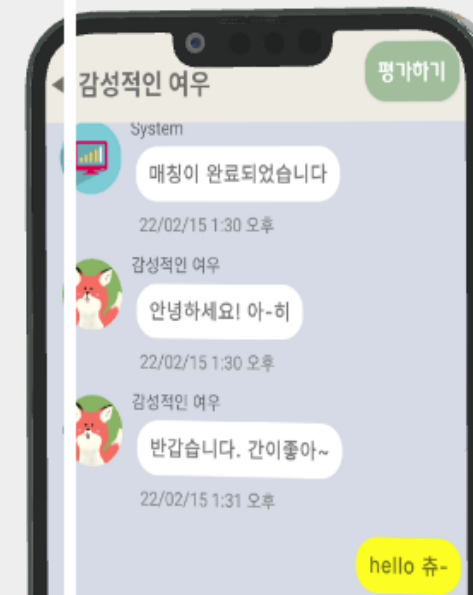 감성적인 여우
평가하기
System
매칭이 완료되었습니다
22/02/15 1:30 오후
감성적인 여우
안녕하세요! 아-히
22/02/15 1:30 오후
감성적인 여우
반갑습니다. 간이좋아~
22/02/15 1:31 오후
hello 츄-